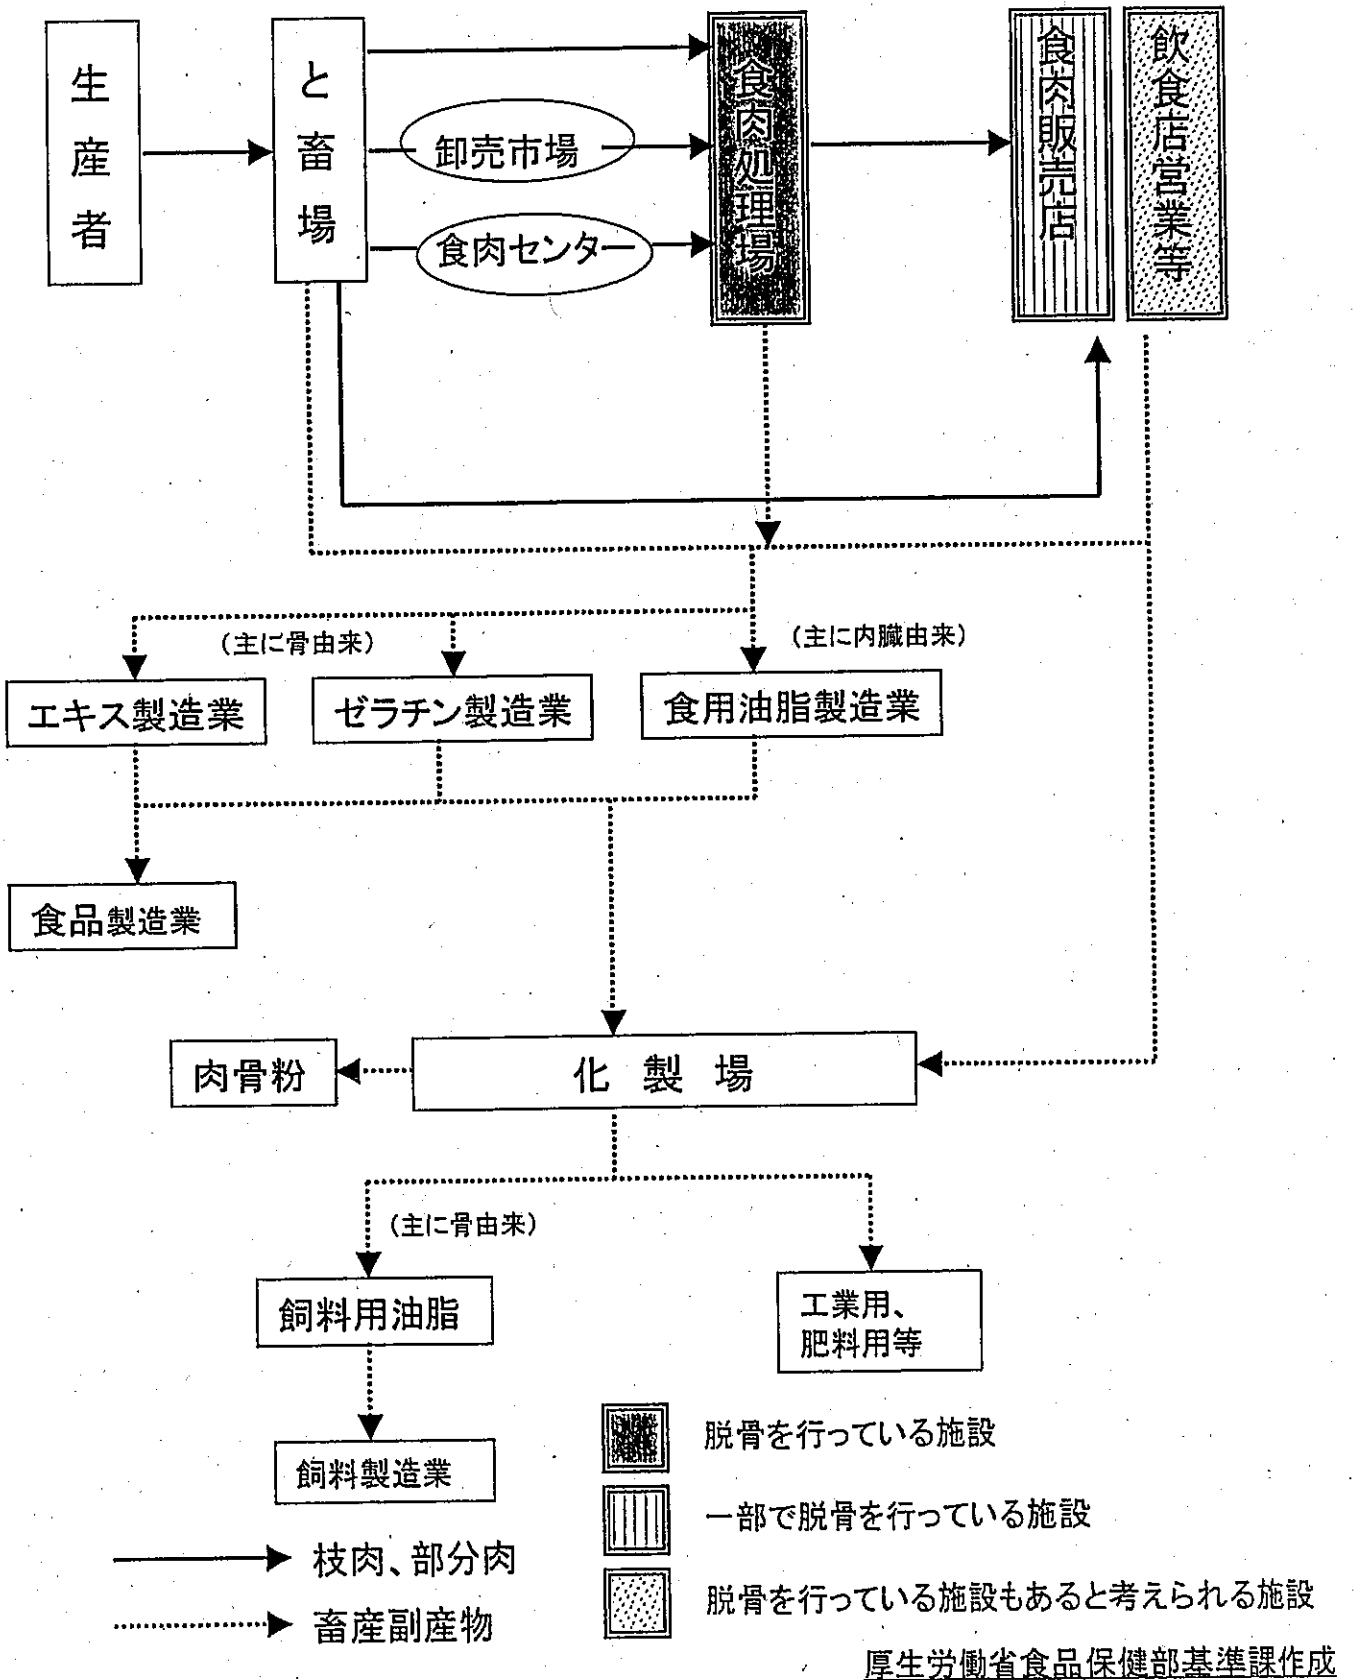 生産者
と畜場
卸売市場
食肉センター
食肉処理場
食肉販売店
飲食店営業等
(主に骨由来)
(主に内臓由来)
エキス製造業
ゼラチン製造業
食用油脂製造業
食品製造業
肉骨粉
化製場
(主に骨由来)
飼料用油脂
工業用、
肥料用等
飼料製造業
脱骨を行っている施設
一部で脱骨を行っている施設
脱骨を行っている施設もあると考えられる施設
枝肉、部分肉
畜産副産物
厚生労働省食品保健部基準課作成